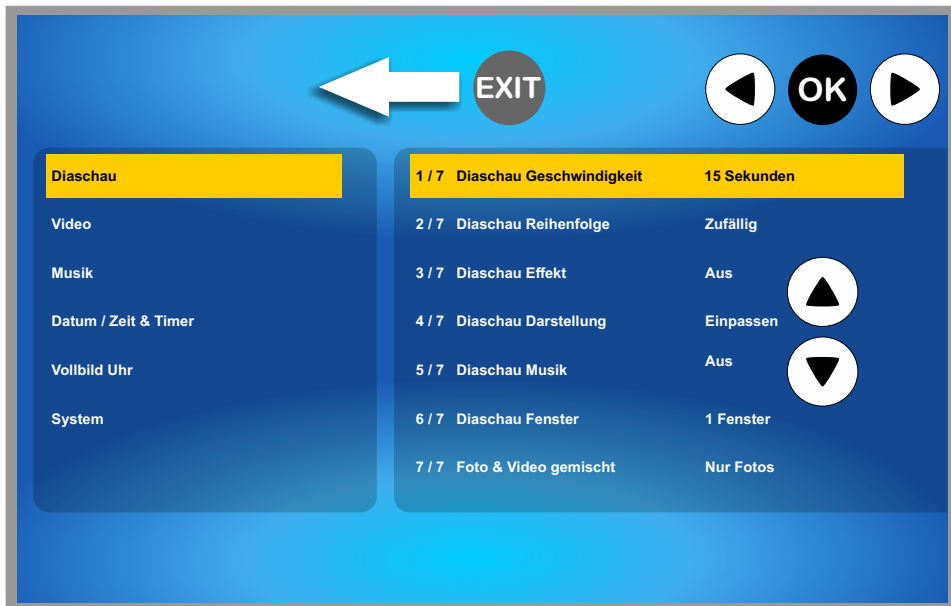 EXIT
OK
Diaschau
Video
Musik
Datum / Zeit & Timer
Vollbild Uhr
System
1 / 7 Diaschau Geschwindigkeit 15 Sekunden
2 / 7 Diaschau Reihenfolge Zufällig
3 / 7 Diaschau Effekt Aus
4 / 7 Diaschau Darstellung Einpassen
5 / 7 Diaschau Musik Aus
6 / 7 Diaschau Fenster 1 Fenster
7 / 7 Foto & Video gemischt Nur Fotos